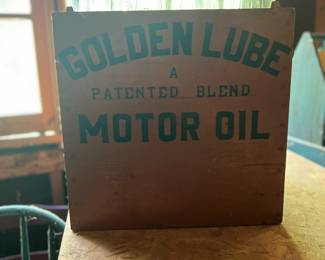 GOLDEN LUBE
A
PATENTED BLEND
MOTOR OIL